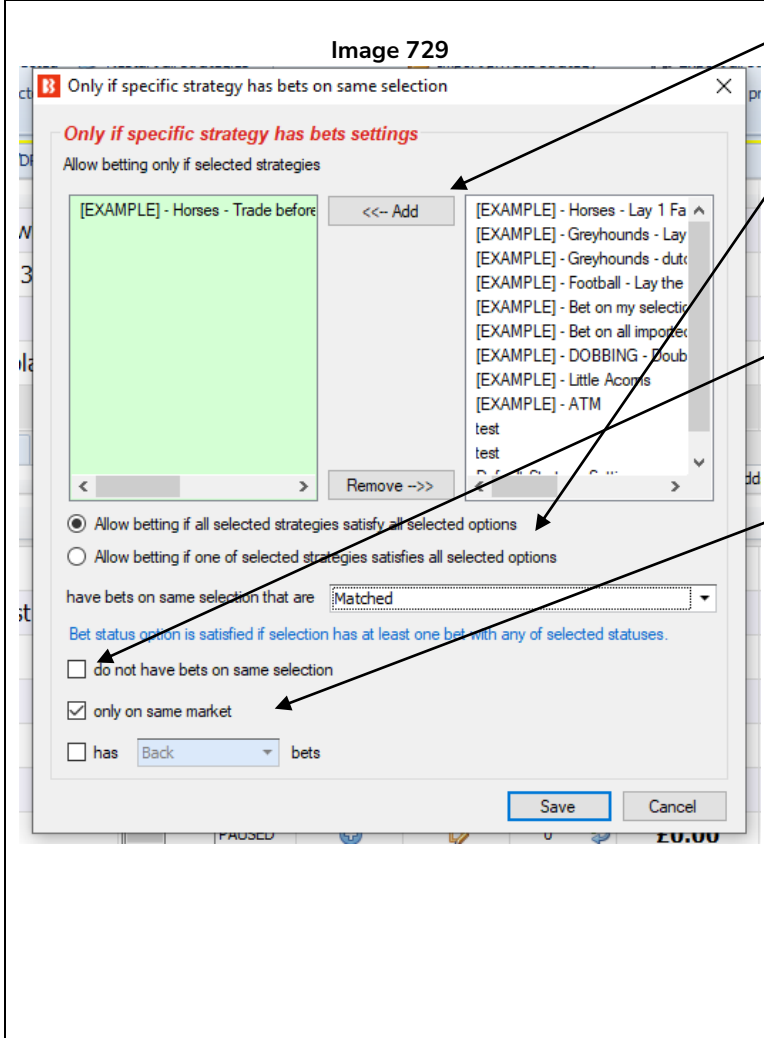 Image 729
Only if specific strategy has bets on same selection
Only if specific strategy has bets settings
Allow betting only if selected strategies
[EXAMPLE] - Horses - Trade before
<<-- Add
[EXAMPLE] - Horses - Lay 1 Fa
[EXAMPLE] - Greyhounds - Lay
[EXAMPLE] - Greyhounds - dutc
[EXAMPLE] - Football - Lay the
[EXAMPLE] - Bet on my selectic
[EXAMPLE] - Bet on all imported
[EXAMPLE] - DOBBING - Doub
[EXAMPLE] - Little Acorns
[EXAMPLE] - ATM
test
test
Remove -->>
Allow betting if all selected strategies satisfy all selected options
Allow betting if one of selected strategies satisfies all selected options
have bets on same selection that are Matched
Bet status option is satisfied if selection has at least one bet with any of selected statuses.
do not have bets on same selection
only on same market
has Back bets
Save Cancel
PAUSED 0 £0.00